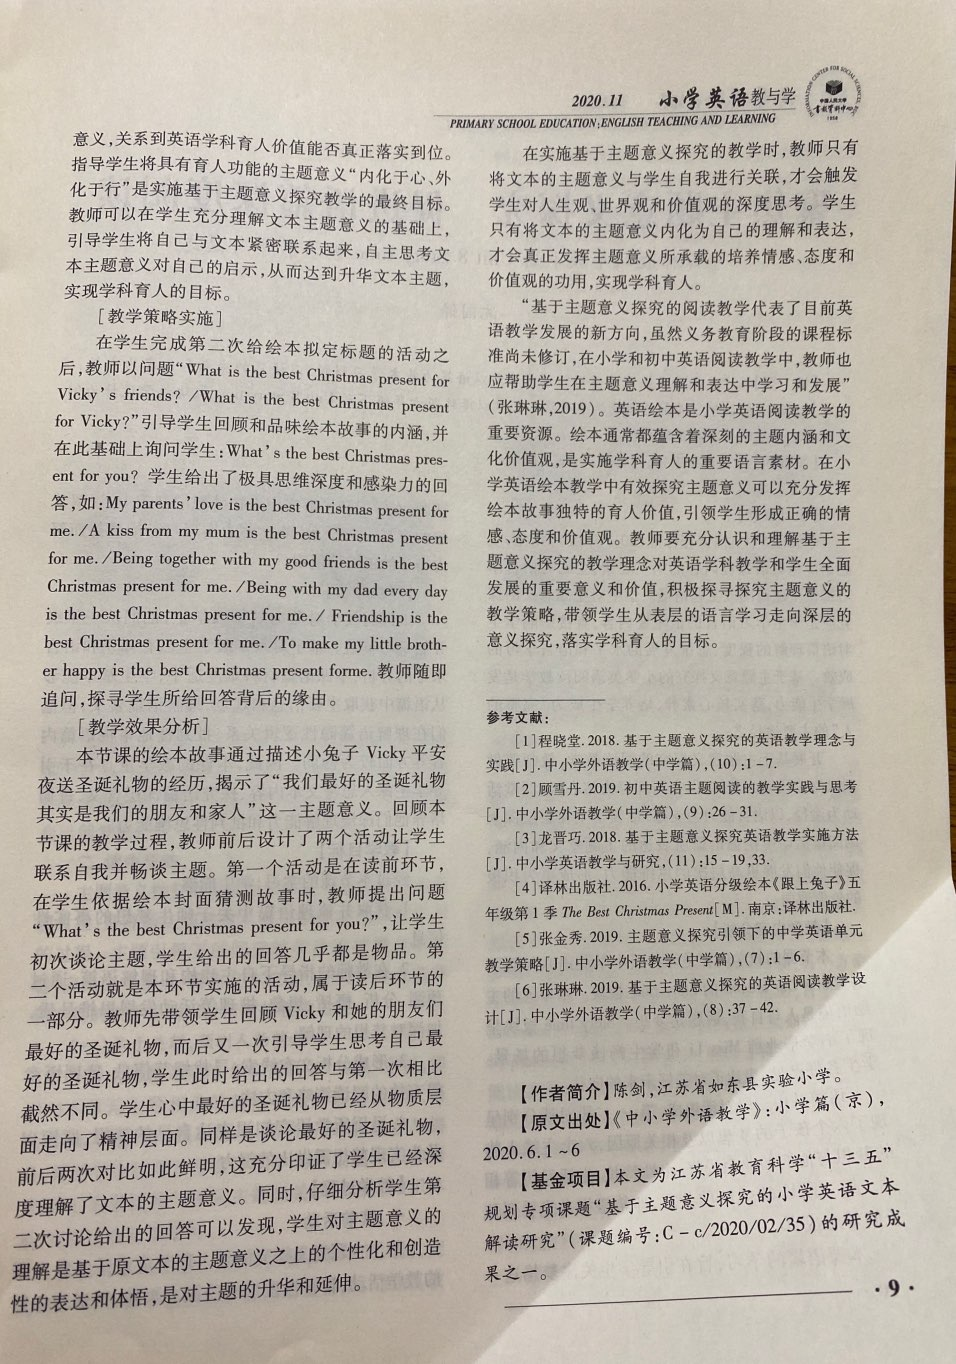 2020.11 小学英语教与学
PRIMARY SCHOOL EDUCATION;ENGLISH TEACHING AND LEARNING
INFORMATION CENTER FOR SOCIAL SCIENCES
中国人民大学
书报资料中心
1958
意义,关系到英语学科育人价值能否真正落实到位。
指导学生将具有育人功能的主题意义“内化于心、外
化于行”是实施基于主题意义探究教学的最终目标。
教师可以在学生充分理解文本主题意义的基础上,
引导学生将自己与文本紧密联系起来,自主思考文
本主题意义对自己的启示,从而达到升华文本主题,
实现学科育人的目标。
[教学策略实施]
在学生完成第二次给绘本拟定标题的活动之
后,教师以问题“What is the best Christmas present for
Vicky's friends? /What is the best Christmas present
for Vicky?”引导学生回顾和品味绘本故事的内涵,并
在此基础上询问学生:What's the best Christmas pres-
ent for you? 学生给出了极具思维深度和感染力的回
答,如:My parents' love is the best Christmas present for
me. /A kiss from my mum is the best Christmas present
for me. /Being together with my good friends is the best
Christmas present for me. /Being with my dad every day
is the best Christmas present for me. / Friendship is the
best Christmas present for me. /To make my little broth-
er happy is the best Christmas present forme. 教师随即
追问,探寻学生所给回答背后的缘由。
[教学效果分析]
本节课的绘本故事通过描述小兔子 Vicky 平安
夜送圣诞礼物的经历,揭示了“我们最好的圣诞礼物
其实是我们的朋友和家人”这一主题意义。回顾本
节课的教学过程,教师前后设计了两个活动让学生
联系自我并畅谈主题。第一个活动是在读前环节,
在学生依据绘本封面猜测故事时,教师提出问题
“What's the best Christmas present for you?”,让学生
初次谈论主题,学生给出的回答几乎都是物品。第
二个活动就是本环节实施的活动,属于读后环节的
一部分。教师先带领学生回顾 Vicky 和她的朋友们
最好的圣诞礼物,而后又一次引导学生思考自己最
好的圣诞礼物,学生此时给出的回答与第一次相比
截然不同。学生心中最好的圣诞礼物已经从物质层
面走向了精神层面。同样是谈论最好的圣诞礼物,
前后两次对比如此鲜明,这充分印证了学生已经深
度理解了文本的主题意义。同时,仔细分析学生第
二次讨论给出的回答可以发现,学生对主题意义的
理解是基于原文本的主题意义之上的个性化和创造
性的表达和体悟,是对主题的升华和延伸。
在实施基于主题意义探究的教学时,教师只有
将文本的主题意义与学生自我进行关联,才会触发
学生对人生观、世界观和价值观的深度思考。学生
只有将文本的主题意义内化为自己的理解和表达,
才会真正发挥主题意义所承载的培养情感、态度和
价值观的功用,实现学科育人。
“基于主题意义探究的阅读教学代表了目前英
语教学发展的新方向,虽然义务教育阶段的课程标
准尚未修订,在小学和初中英语阅读教学中,教师也
应帮助学生在主题意义理解和表达中学习和发展”
(张琳琳,2019)。英语绘本是小学英语阅读教学的
重要资源。绘本通常都蕴含着深刻的主题内涵和文
化价值观,是实施学科育人的重要语言素材。在小
学英语绘本教学中有效探究主题意义可以充分发挥
绘本故事独特的育人价值,引领学生形成正确的情
感、态度和价值观。教师要充分认识和理解基于主
题意义探究的教学理念对英语学科教学和学生全面
发展的重要意义和价值,积极探寻探究主题意义的
教学策略,带领学生从表层的语言学习走向深层的
意义探究,落实学科育人的目标。
参考文献:
[1]程晓堂. 2018. 基于主题意义探究的英语教学理念与
实践[J]. 中小学外语教学(中学篇),(10):1-7.
[2]顾雪丹. 2019. 初中英语主题阅读的教学实践与思考
[J]. 中小学外语教学(中学篇),(9):26-31.
[3]龙晋巧. 2018. 基于主题意义探究英语教学实施方法
[J]. 中小学英语教学与研究,(11):15-19,33.
[4]译林出版社. 2016. 小学英语分级绘本《跟上兔子》五
年级第 1 季 The Best Christmas Present[M]. 南京:译林出版社.
[5]张金秀. 2019. 主题意义探究引领下的中学英语单元
教学策略[J]. 中小学外语教学(中学篇),(7):1-6.
[6]张琳琳. 2019. 基于主题意义探究的英语阅读教学设
计[J]. 中小学外语教学(中学篇),(8):37-42.
【作者简介】陈剑,江苏省如东县实验小学。
【原文出处】《中小学外语教学》:小学篇(京),
2020.6.1~6
【基金项目】本文为江苏省教育科学“十三五”
规划专项课题“基于主题意义探究的小学英语文本
解读研究”(课题编号:C-c/2020/02/35)的研究成
果之一。
·9·